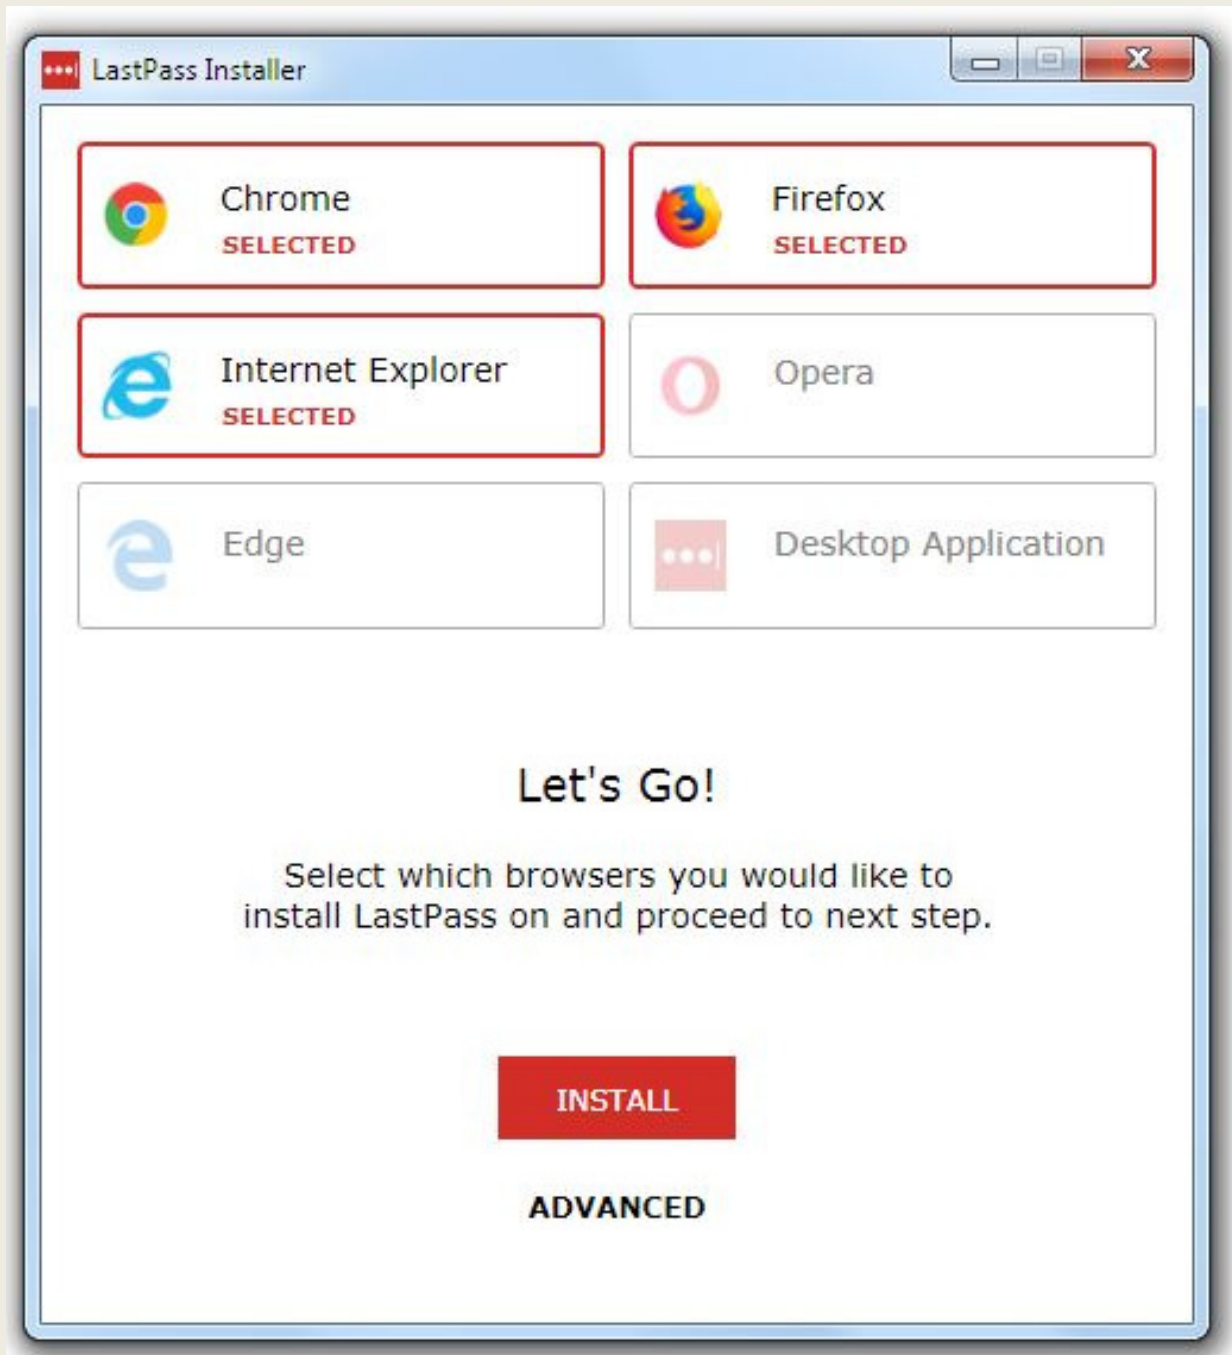 LastPass Installer
Chrome
SELECTED
Firefox
SELECTED
Internet Explorer
SELECTED
Opera
Edge
Desktop Application
Let's Go!
Select which browsers you would like to
install LastPass on and proceed to next step.
INSTALL
ADVANCED